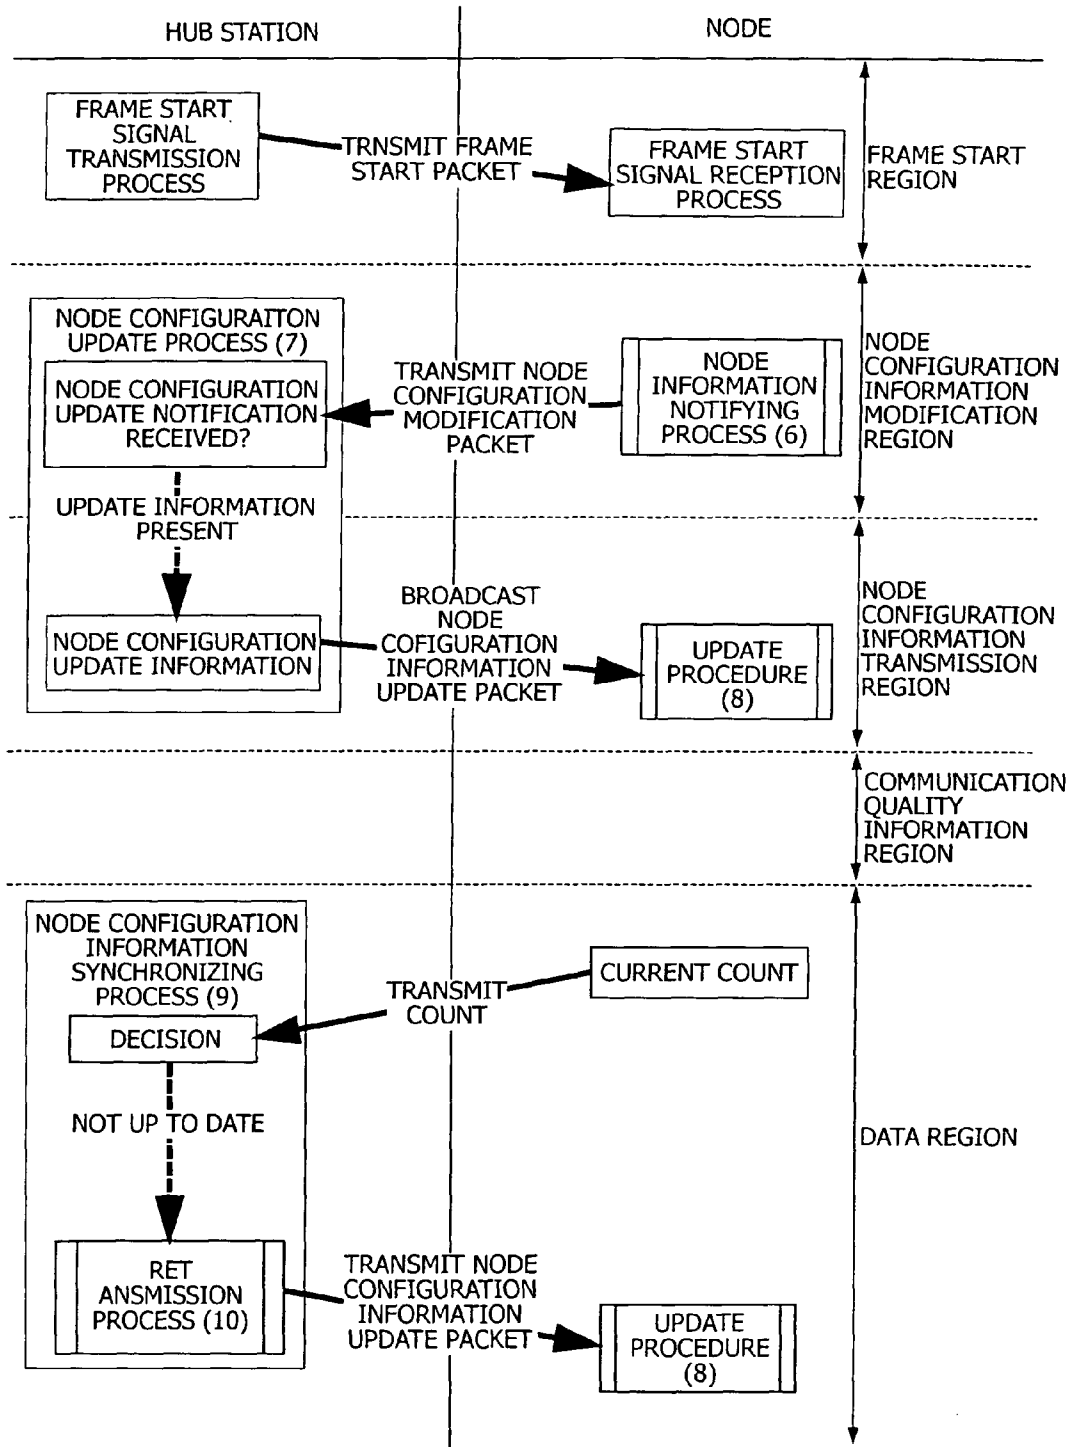 HUB STATION
NODE
FRAME START
SIGNAL
TRANSMISSION
PROCESS
TRNSMIT FRAME
START PACKET
FRAME START
SIGNAL RECEPTION
PROCESS
FRAME START
REGION
NODE CONFIGURAITON
UPDATE PROCESS (7)
NODE CONFIGURATION
UPDATE NOTIFICATION
RECEIVED?
TRANSMIT NODE
CONFIGURATION
MODIFICATION
PACKET
NODE
INFORMATION
NOTIFYING
PROCESS (6)
NODE
CONFIGURATION
INFORMATION
MODIFICATION
REGION
UPDATE INFORMATION
PRESENT
NODE CONFIGURATION
UPDATE INFORMATION
BROADCAST
NODE
COFIGURATION
INFORMATION
UPDATE PACKET
UPDATE
PROCEDURE
(8)
NODE
CONFIGURATION
INFORMATION
TRANSMISSION
REGION
COMMUNICATION
QUALITY
INFORMATION
REGION
NODE CONFIGURATION
INFORMATION
SYNCHRONIZING
PROCESS (9)
DECISION
TRANSMIT
COUNT
CURRENT COUNT
NOT UP TO DATE
DATA REGION
RET
ANSMISSION
PROCESS (10)
TRANSMIT NODE
CONFIGURATION
INFORMATION
UPDATE PACKET
UPDATE
PROCEDURE
(8)